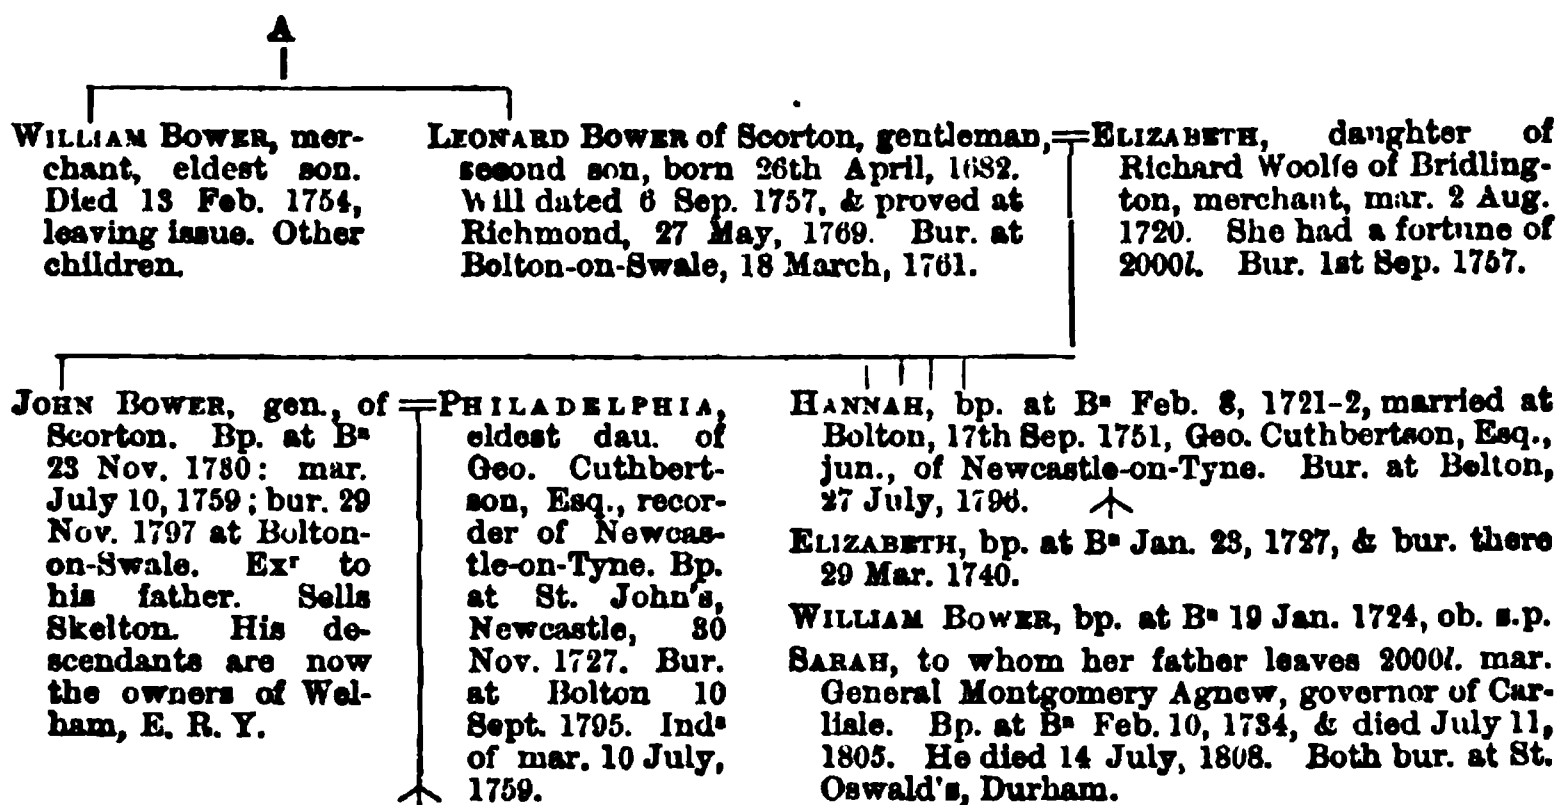 A
WILLIAM BOWER, mer-
chant, eldest son.
Died 13 Feb. 1754,
leaving issue. Other
children.
LEONARD BOWER of Scorton, gentleman,
second son, born 26th April, 1682.
Will dated 6 Sep. 1757, & proved at
Richmond, 27 May, 1769. Bur. at
Bolton-on-Swale, 18 March, 1761.
ELIZABETH, daughter of
Richard Woolfe of Bridling-
ton, merchant, mar. 2 Aug.
1720. She had a fortune of
2000l. Bur. 1st Sep. 1757.
JOHN BOWER, gen., of
Scorton. Bp. at Bⁿ
23 Nov. 1730: mar.
July 10, 1759; bur. 29
Nov. 1797 at Bolton-
on-Swale. Exʳ to
his father. Sells
Skelton. His de-
scendants are now
the owners of Wel-
ham, E. R. Y.
PHILADELPHIA,
eldest dau. of
Geo. Cuthbert-
son, Esq., recor-
der of Newcas-
tle-on-Tyne. Bp.
at St. John's,
Newcastle, 30
Nov. 1727. Bur.
at Bolton 10
Sept. 1795. Indˢ
of mar. 10 July,
1759.
HANNAH, bp. at Bⁿ Feb. 8, 1721-2, married at
Bolton, 17th Sep. 1751, Geo. Cuthbertson, Esq.,
jun., of Newcastle-on-Tyne. Bur. at Bolton,
27 July, 1796.
ELIZABETH, bp. at Bⁿ Jan. 23, 1727, & bur. there
29 Mar. 1740.
WILLIAM BOWER, bp. at Bⁿ 19 Jan. 1724, ob. s.p.
SARAH, to whom her father leaves 2000l. mar.
General Montgomery Agnew, governor of Car-
lisle. Bp. at Bⁿ Feb. 10, 1734, & died July 11,
1805. He died 14 July, 1808. Both bur. at St.
Oswald's, Durham.